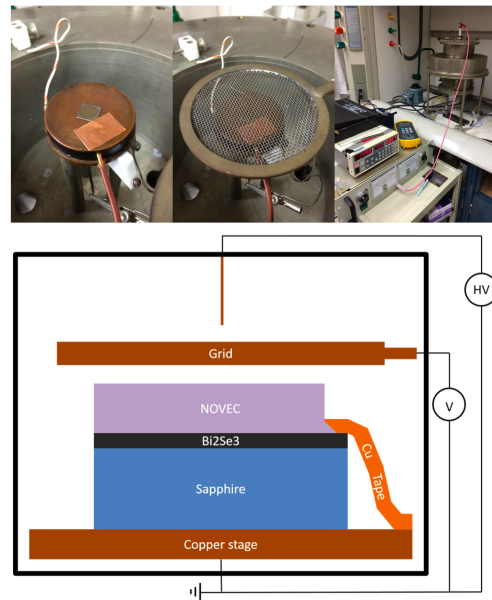 HV
Grid
V
NOVEC
Cu
Tape
Bi2Se3
Sapphire
Copper stage